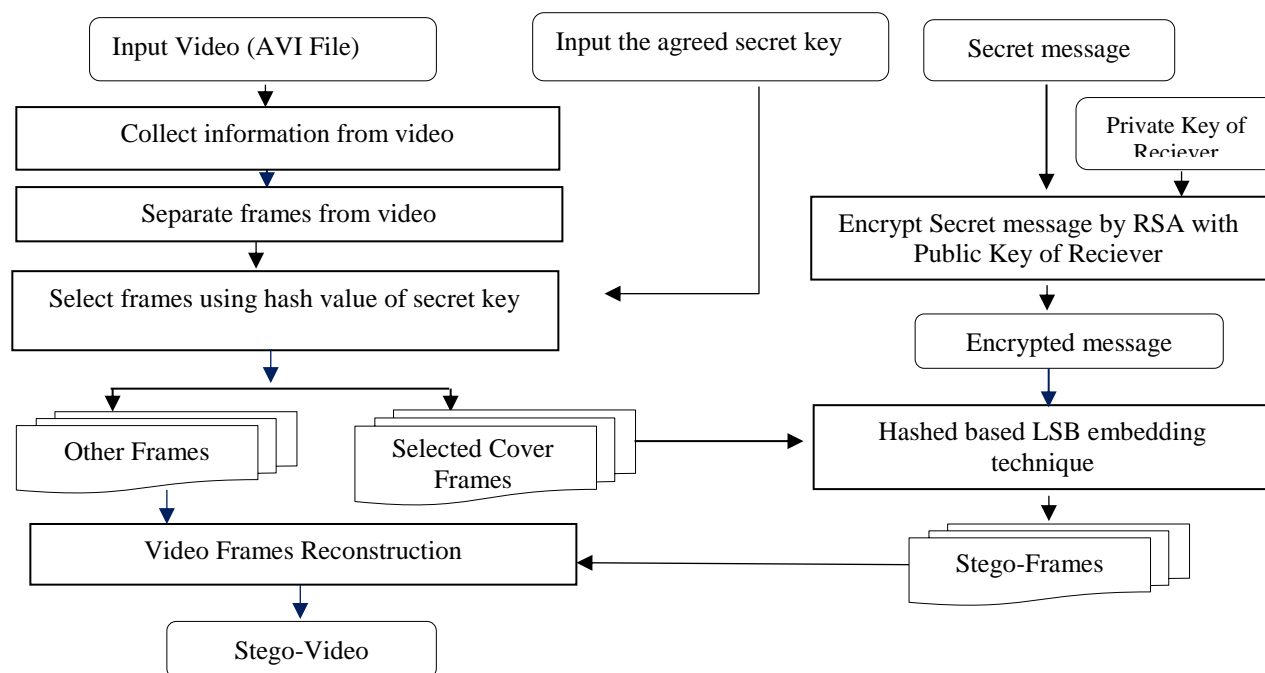 Input Video (AVI File)
Input the agreed secret key
Secret message
Collect information from video
Private Key of
Reciever
Separate frames from video
Encrypt Secret message by RSA with
Public Key of Reciever
Select frames using hash value of secret key
Encrypted message
Other Frames
Selected Cover
Frames
Hashed based LSB embedding
technique
Video Frames Reconstruction
Stego-Frames
Stego-Video